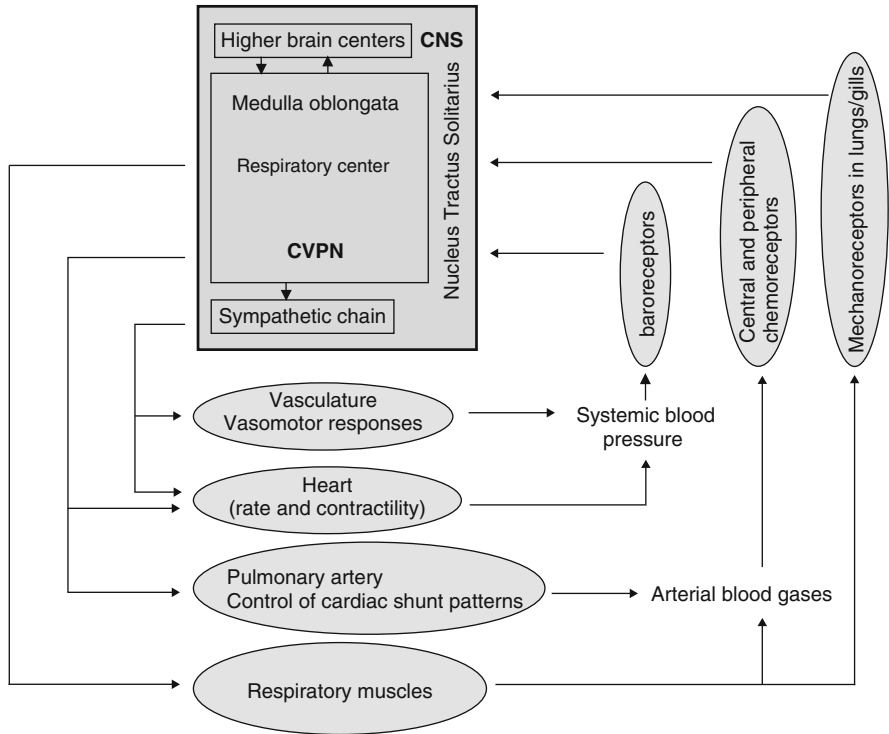 Higher brain centers CNS
Medulla oblongata
Respiratory center
CVPN
Sympathetic chain
Nucleus Tractus Solitarius
baroreceptors
Central and peripheral
chemoreceptors
Mechanoreceptors in lungs/gills
Vasculature
Vasomotor responses
Systemic blood
pressure
Heart
(rate and contractility)
Pulmonary artery
Control of cardiac shunt patterns
Arterial blood gases
Respiratory muscles